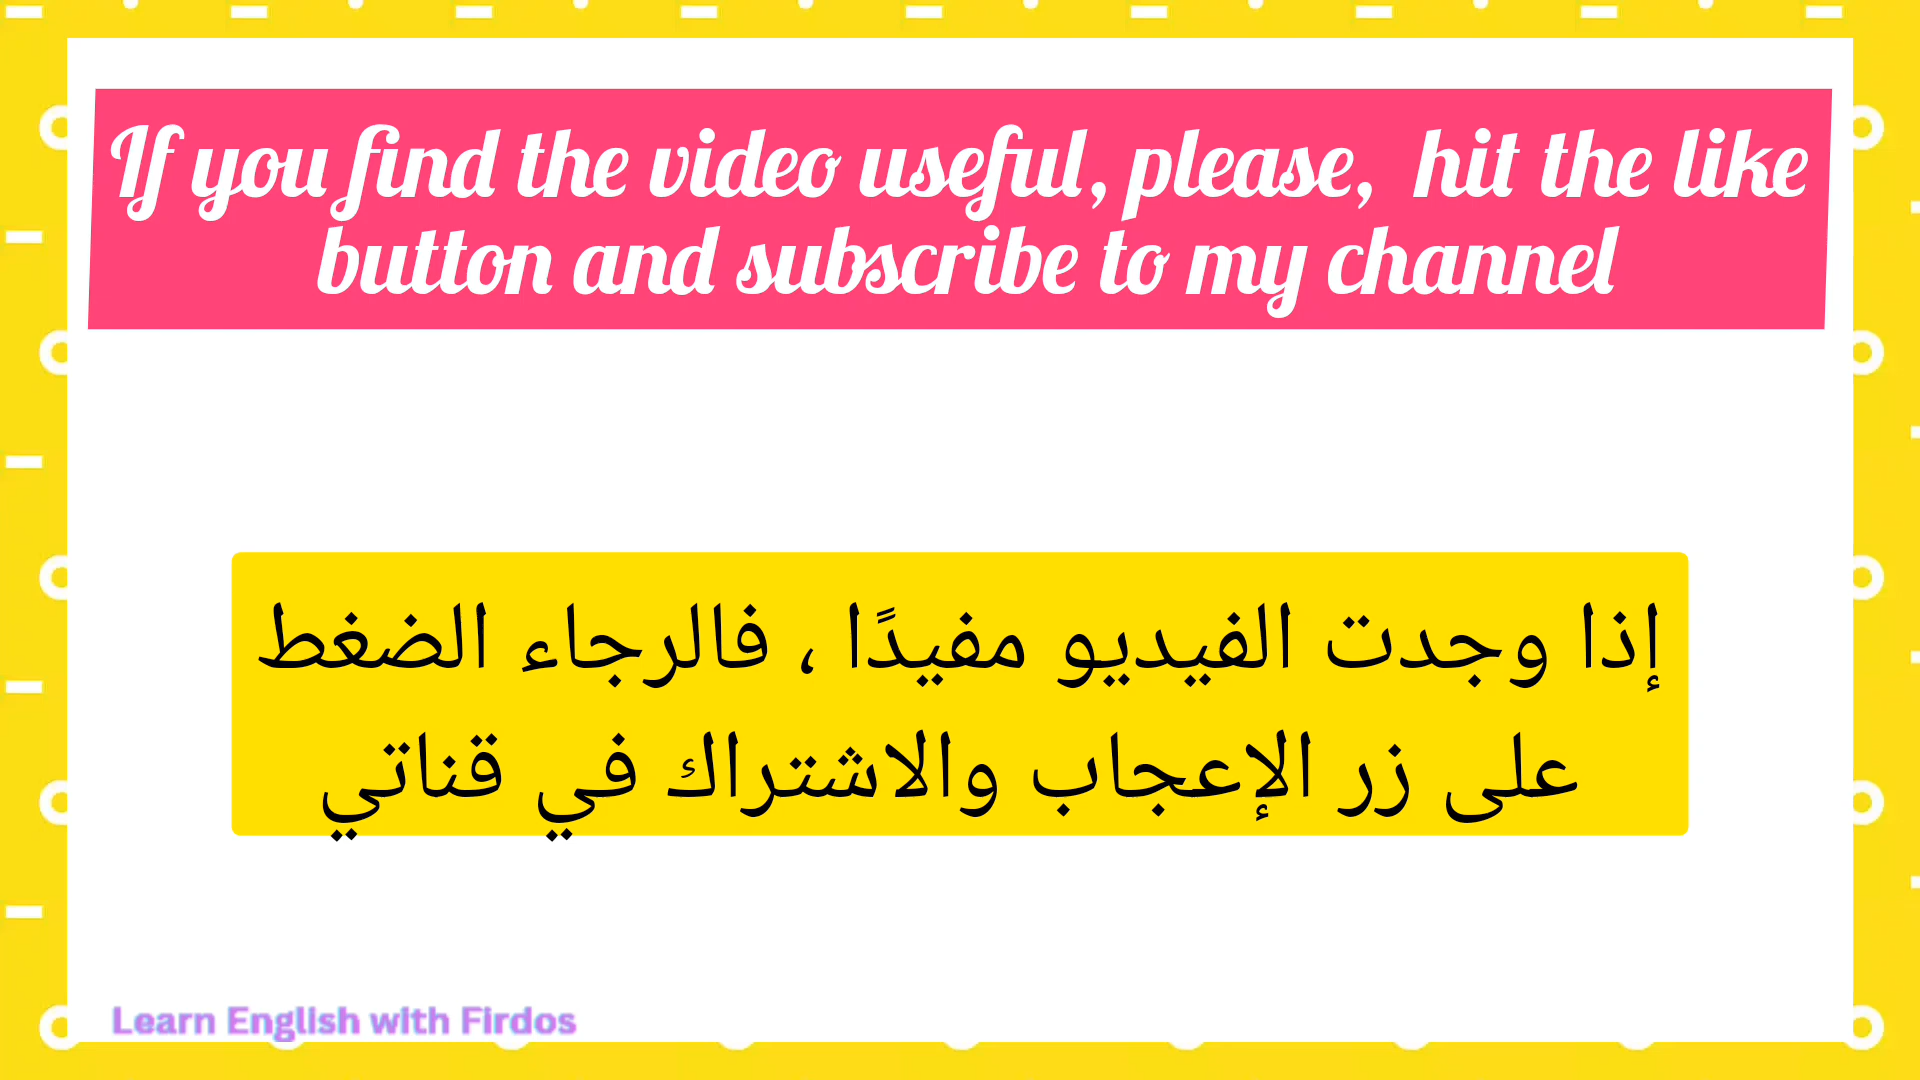 If you find the video useful, please, hit the like
button and subscribe to my channel
إذا وجدت الفيديو مفيدًا ، فالرجاء الضغط
على زر الإعجاب والاشتراك في قناتي
Learn English with Firdos